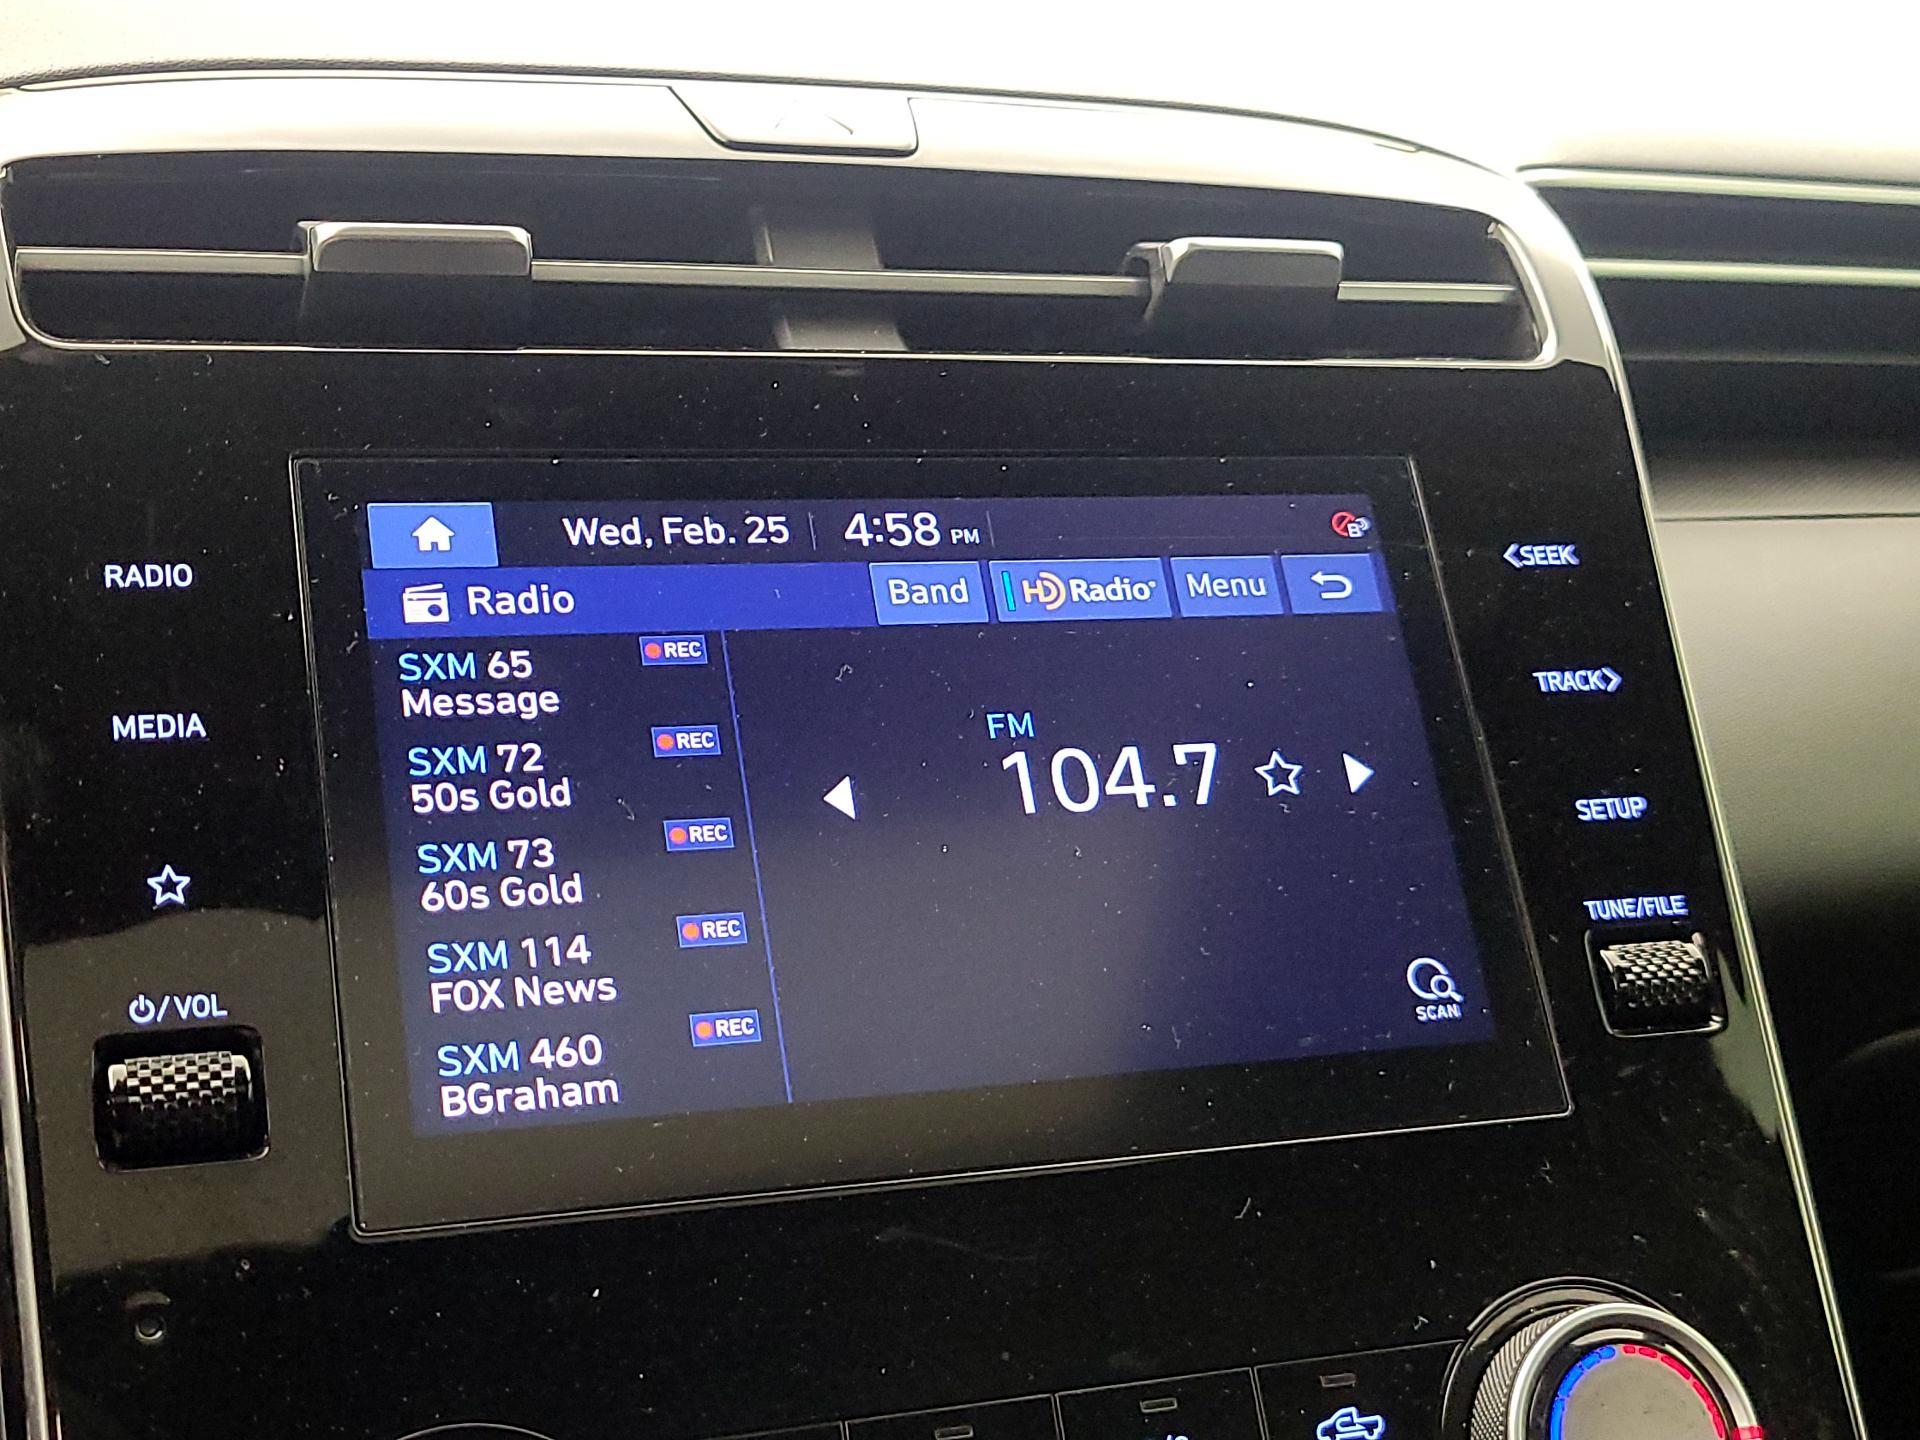 Wed, Feb. 25 4:58 PM
B
Radio Band HD Radio Menu
SXM 65 REC
Message
SXM 72 REC
50s Gold
SXM 73 REC
60s Gold
SXM 114 REC
FOX News
SXM 460 REC
BGraham
FM
104.7
SCAN
RADIO
MEDIA
/VOL
SEEK
TRACK
SETUP
TUNE/FILE